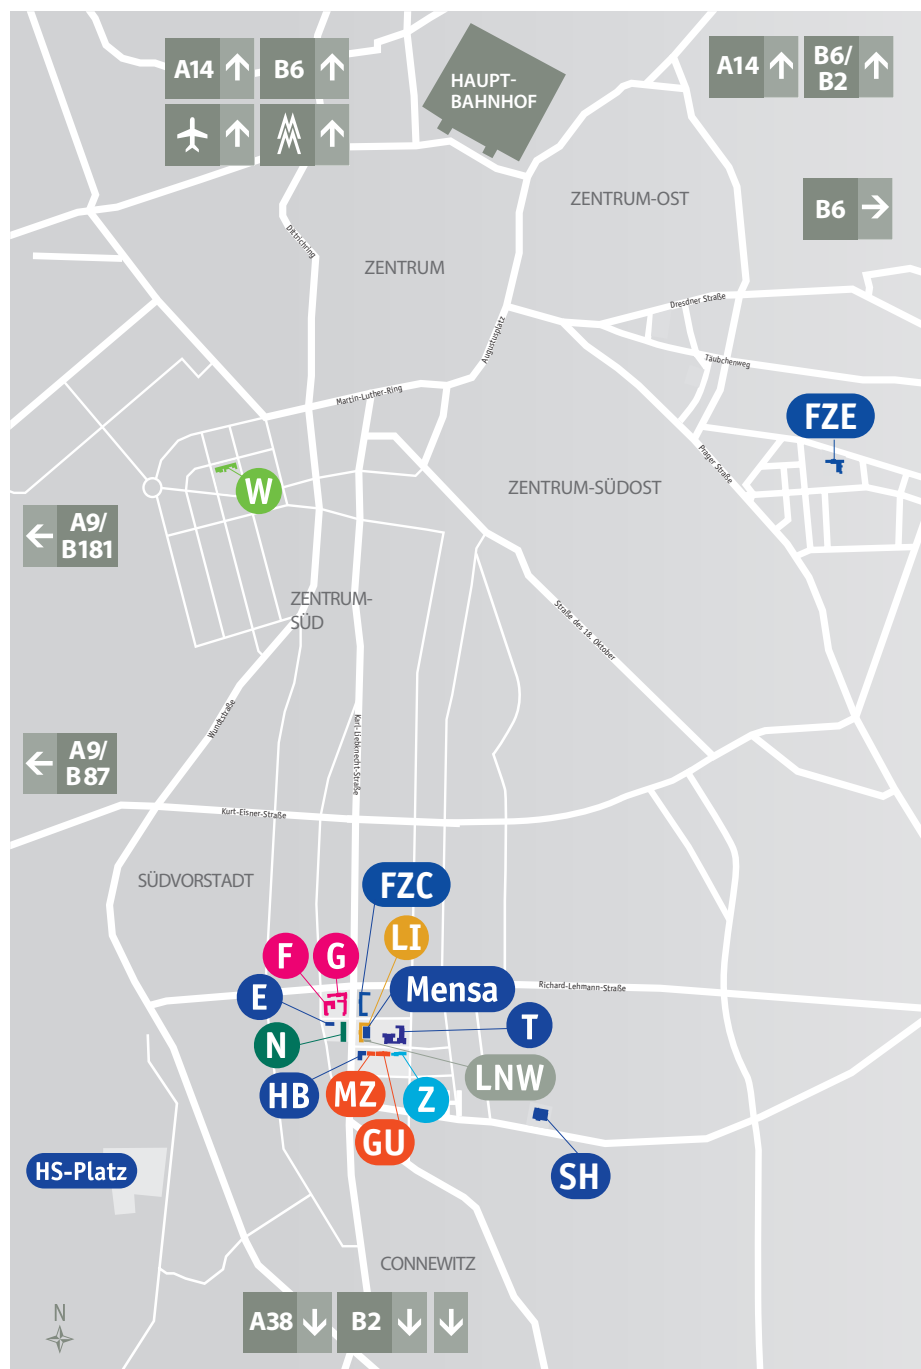 A14
B6
HAUPT-
BAHNHOF
A14
B6/
B2
B6
ZENTRUM-OST
Dittrichring
ZENTRUM
Dresdner Straße
Augustusplatz
Täubchenweg
Martin-Luther-Ring
FZE
Prager Straße
W
ZENTRUM-SÜDOST
A9/
B181
ZENTRUM-
SÜD
Straße des 18. Oktober
Wundtstraße
Karl-Liebknecht-Straße
A9/
B87
Kurt-Eisner-Straße
SÜDVORSTADT
FZC
LI
F
G
Richard-Lehmann-Straße
E
Mensa
T
N
HB
MZ
Z
LNW
GU
HS-Platz
SH
CONNEWITZ
N
A38
B2